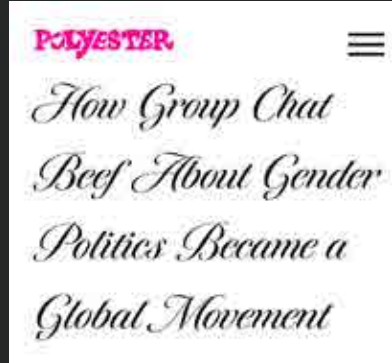 POLYESTER
How Group Chat
Beef About Gender
Politics Became a
Global Movement